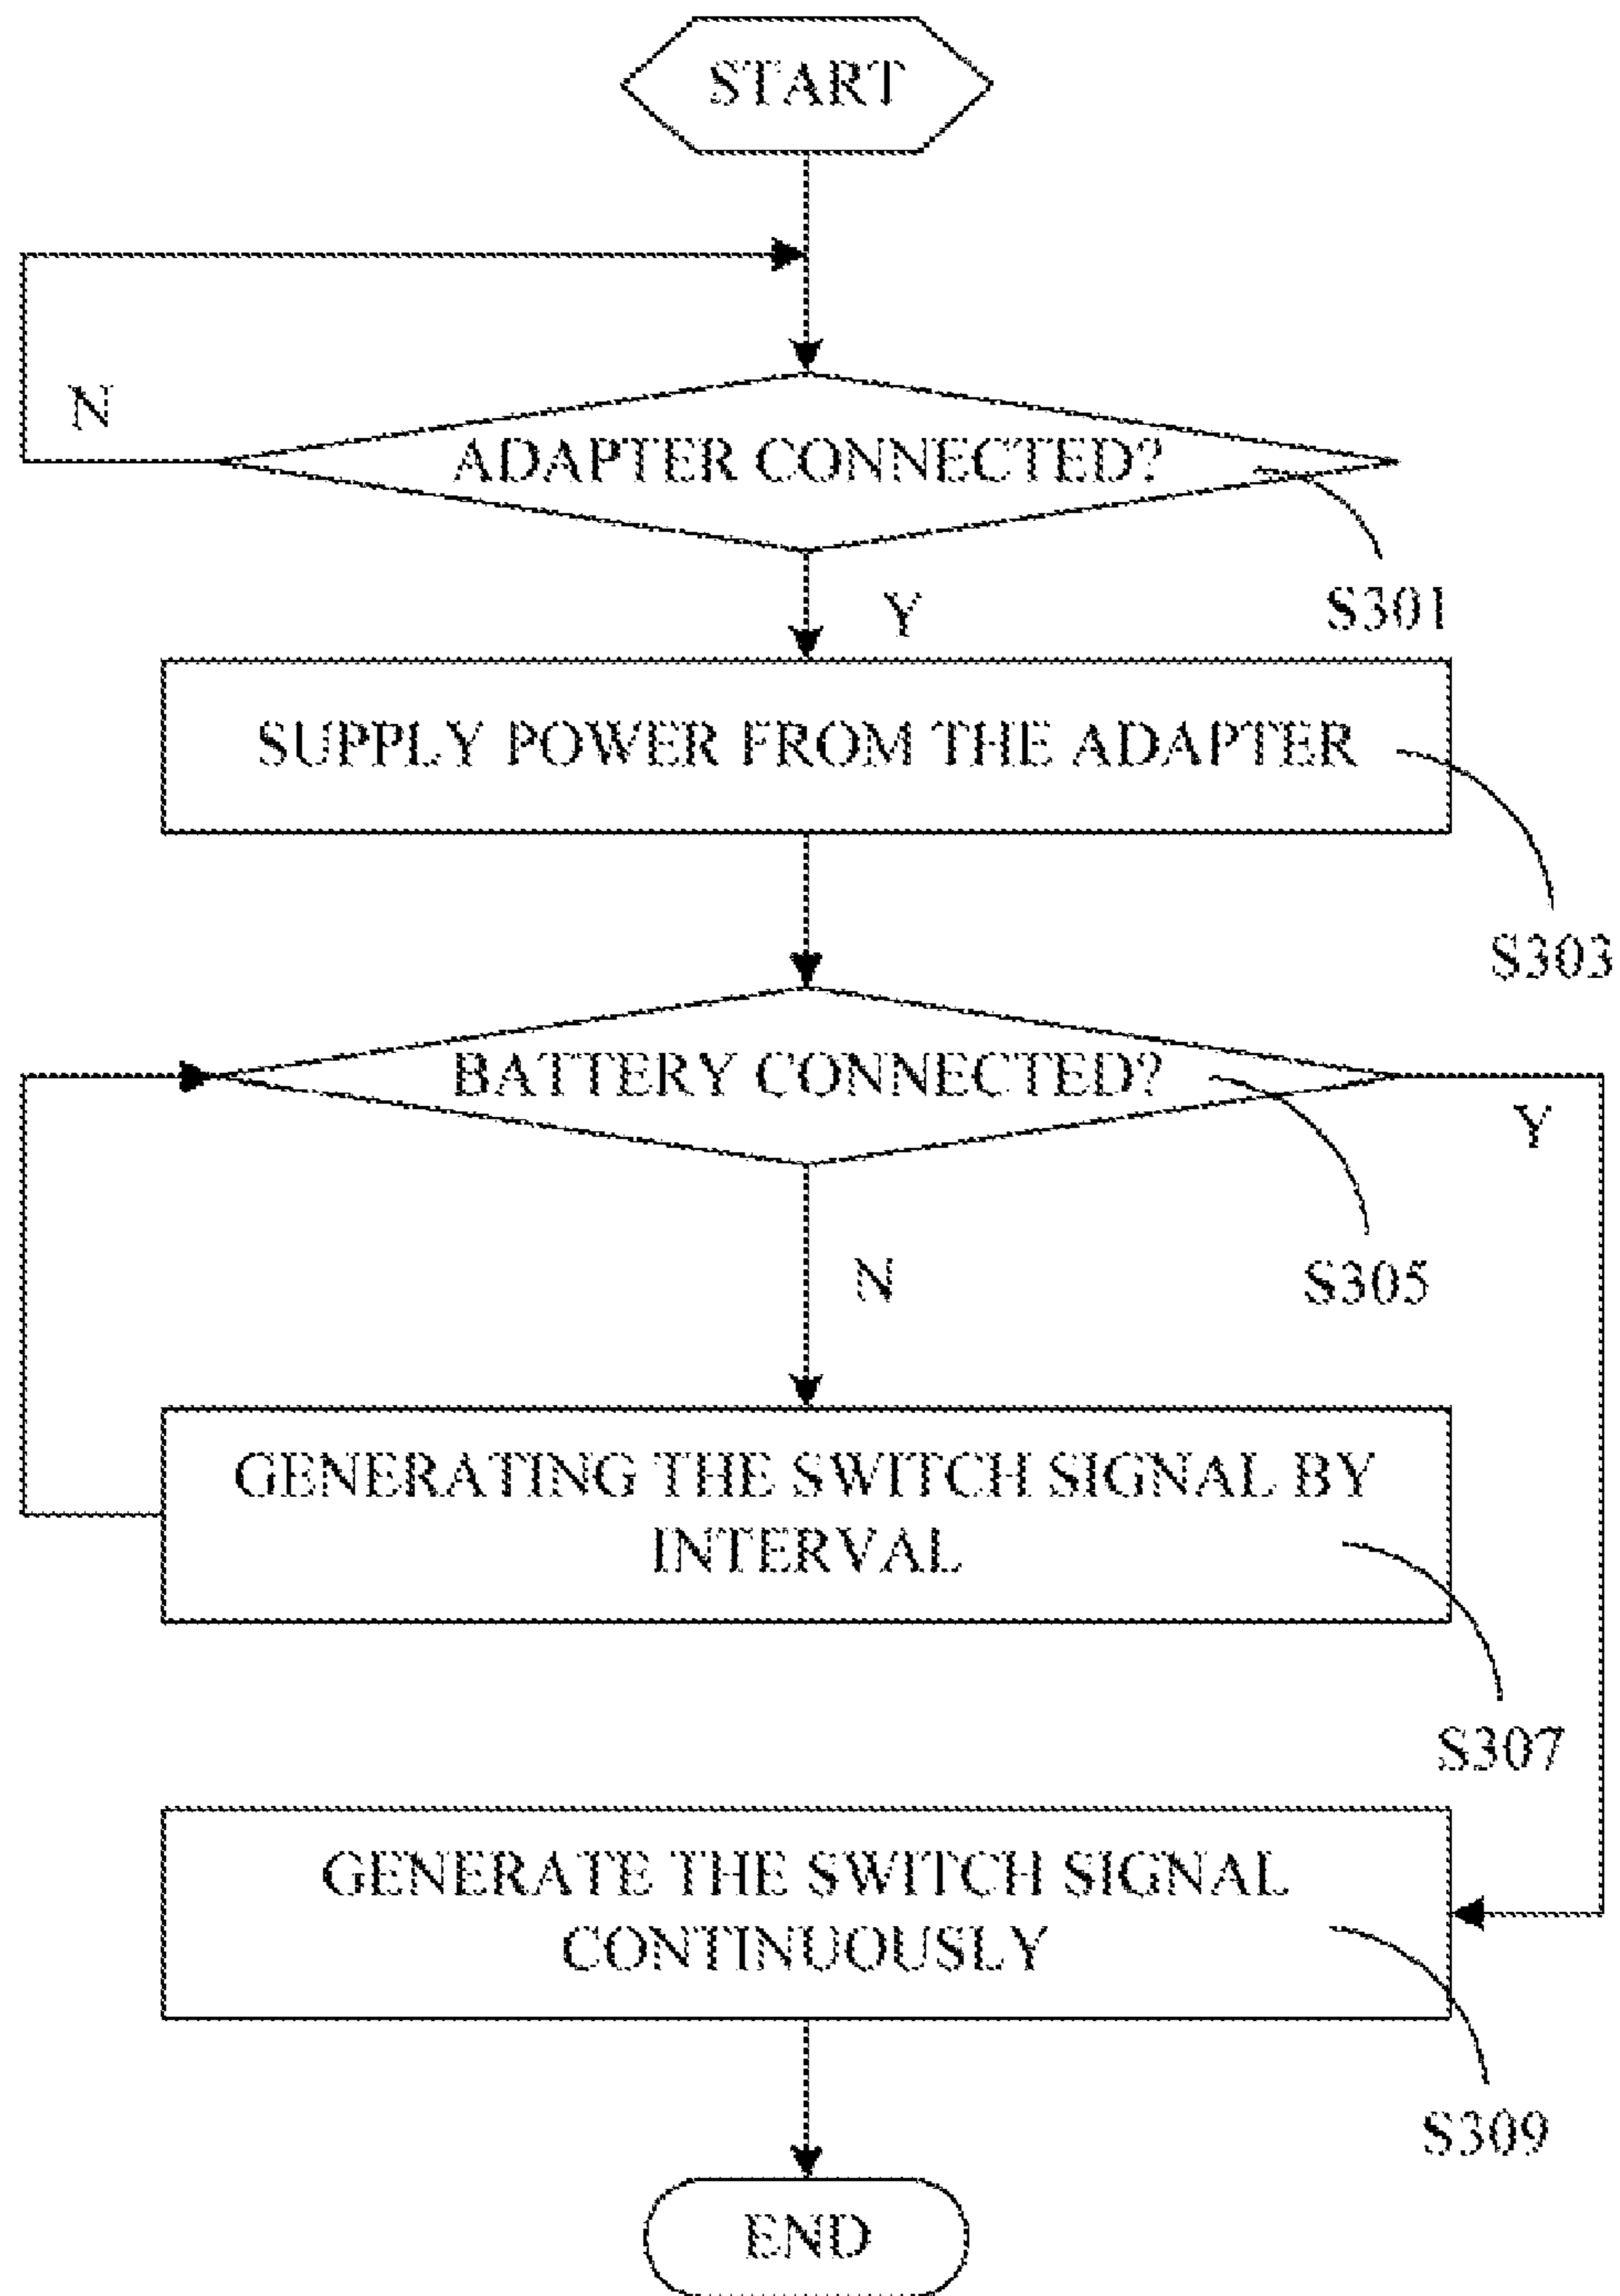 START
N
ADAPTER CONNECTED?
S301
Y
SUPPLY POWER FROM THE ADAPTER
S303
BATTERY CONNECTED?
Y
S305
N
GENERATING THE SWITCH SIGNAL BY
INTERVAL
S307
GENERATE THE SWITCH SIGNAL
CONTINUOUSLY
S309
END